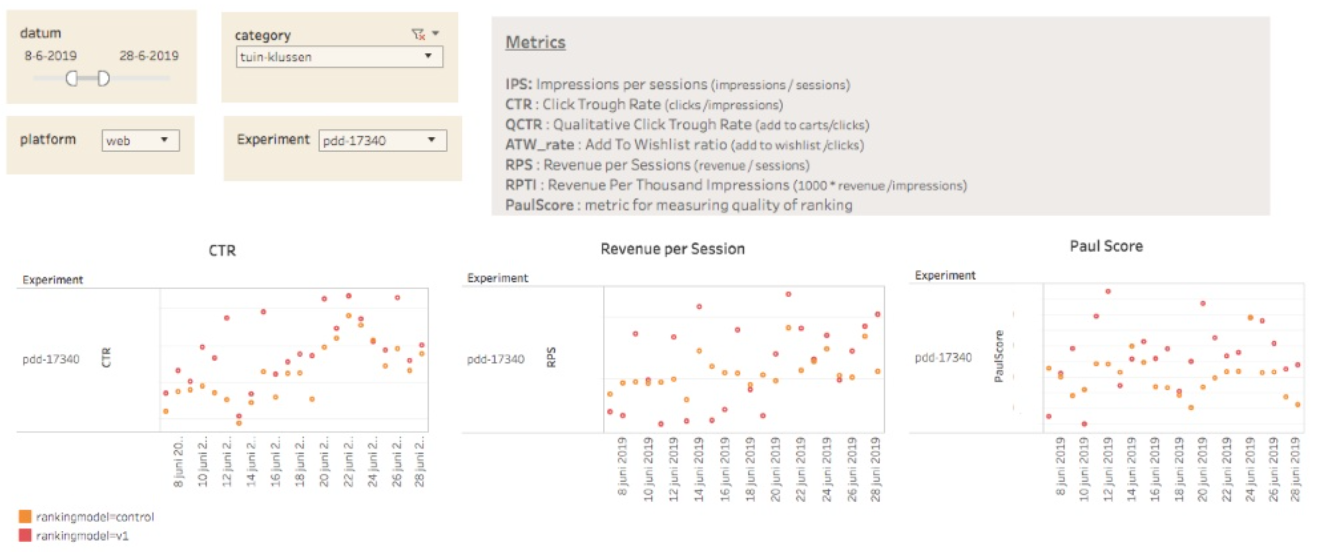 datum
8-6-2019 28-6-2019
category
tuin-klussen
platform web
Experiment pdd-17340
Metrics
IPS: Impressions per sessions (impressions / sessions)
CTR : Click Trough Rate (clicks /impressions)
QCTR : Qualitative Click Trough Rate (add to carts/clicks)
ATW_rate : Add To Wishlist ratio (add to wishlist /clicks)
RPS : Revenue per Sessions (revenue / sessions)
RPTI : Revenue Per Thousand Impressions (1000 * revenue /impressions)
PaulScore : metric for measuring quality of ranking
CTR
Experiment
pdd-17340
CTR
8 juni 20..
10 juni 2..
12 juni 2..
14 juni 2..
16 juni 2..
18 juni 2..
20 juni 2..
22 juni 2..
24 juni 2..
26 juni 2..
28 juni 2..
Revenue per Session
Experiment
pdd-17340
RPS
8 juni 2019
10 juni 2019
12 juni 2019
14 juni 2019
16 juni 2019
18 juni 2019
20 juni 2019
22 juni 2019
24 juni 2019
26 juni 2019
28 juni 2019
Paul Score
Experiment
pdd-17340
PaulScore
8 juni 2019
10 juni 2019
12 juni 2019
14 juni 2019
16 juni 2019
18 juni 2019
20 juni 2019
22 juni 2019
24 juni 2019
26 juni 2019
28 juni 2019
rankingmodel=control
rankingmodel=v1